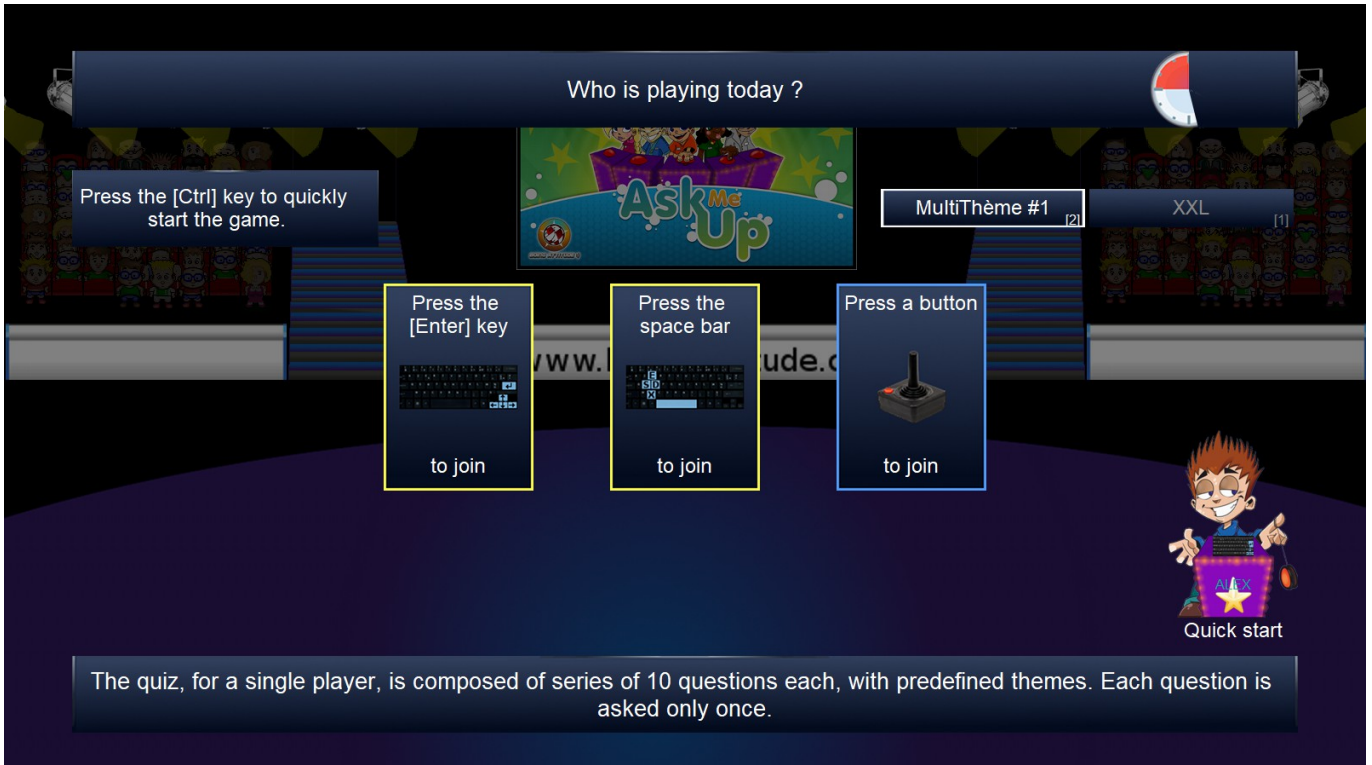 Who is playing today ?
Press the [Ctrl] key to quickly
start the game.
Ask Me
Up
MultiThème #1
[2]
XXL
[1]
Press the
[Enter] key
to join
Press the
space bar
to join
Press a button
to join
www.
tude.c
E
S D
X
ALEX
Quick start
The quiz, for a single player, is composed of series of 10 questions each, with predefined themes. Each question is
asked only once.